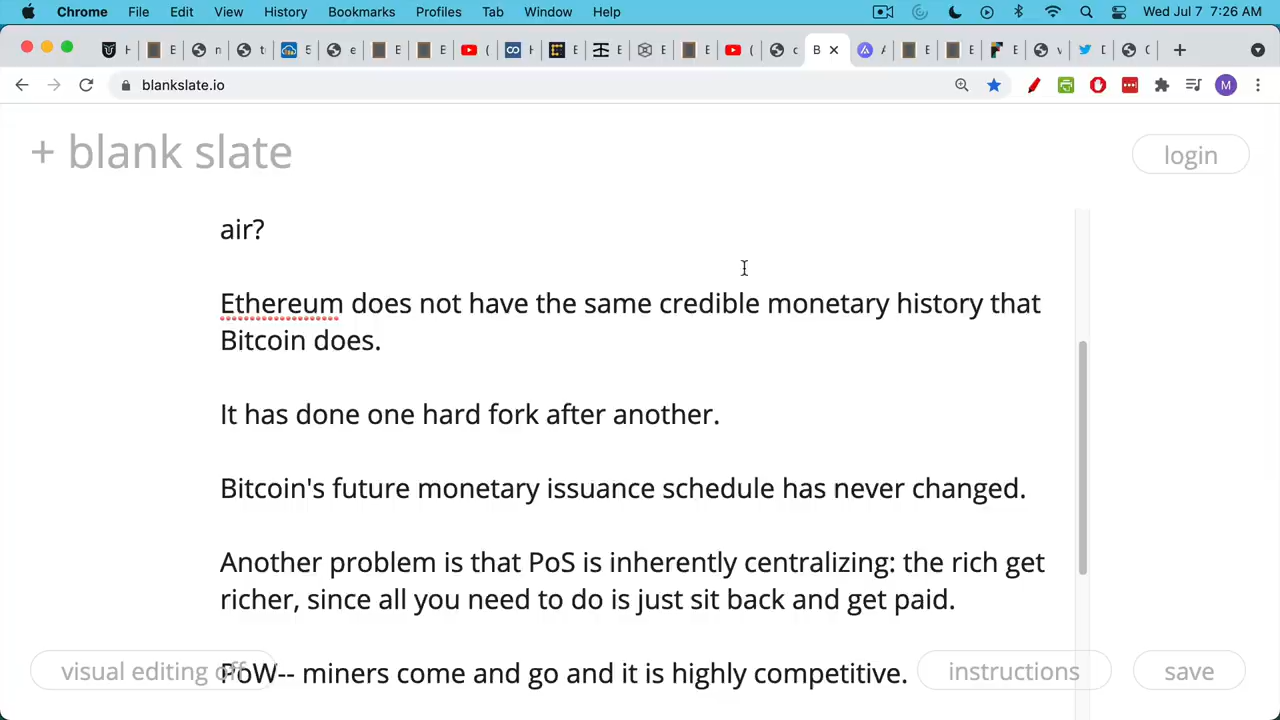 Chrome File Edit View History Bookmarks Profiles Tab Window Help Wed Jul 7 7:26 AM
blankslate.io M
+ blank slate
login
air?
Ethereum does not have the same credible monetary history that
Bitcoin does.
It has done one hard fork after another.
Bitcoin's future monetary issuance schedule has never changed.
Another problem is that PoS is inherently centralizing: the rich get
richer, since all you need to do is just sit back and get paid.
PoW-- miners come and go and it is highly competitive.
visual editing off
instructions
save